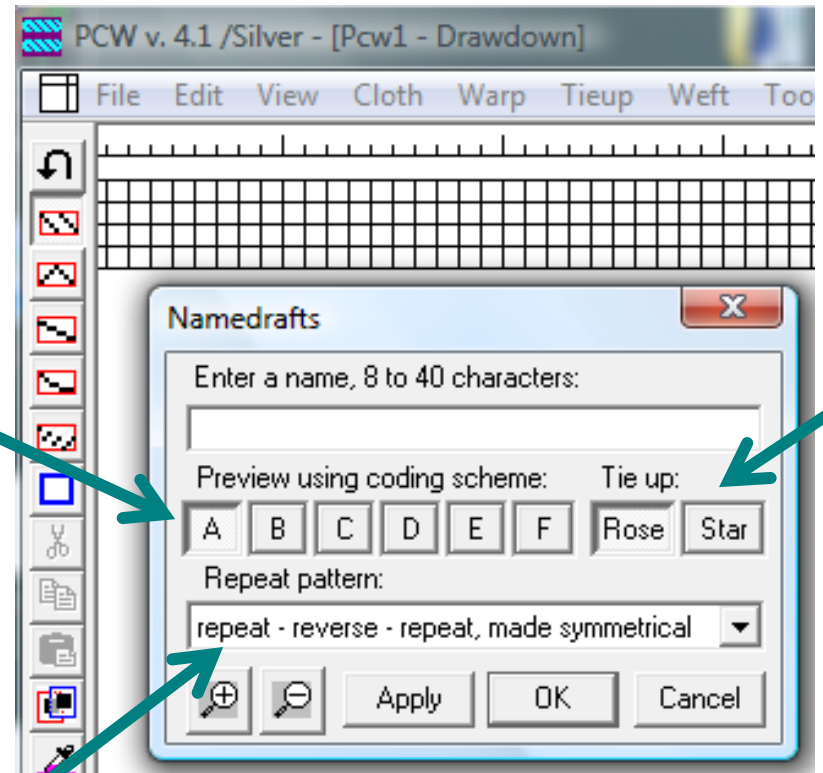 PCW v. 4.1 /Silver - [Pcw1 - Drawdown]
File Edit View Cloth Warp Tieup Weft Too
Namedrafts
Enter a name, 8 to 40 characters:
Preview using coding scheme: Tie up:
A B C D E F Rose Star
Repeat pattern:
repeat - reverse - repeat, made symmetrical
Apply OK Cancel